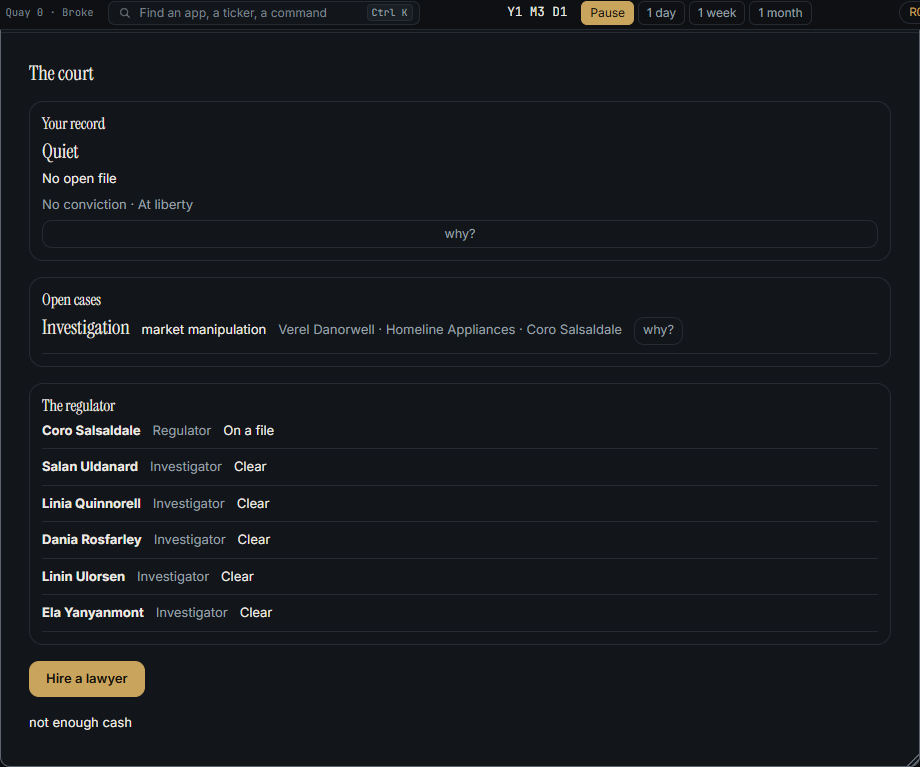 Quay 0 · Broke
Find an app, a ticker, a command
Ctrl K
Y1 M3 D1
Pause
1 day
1 week
1 month
The court
Your record
Quiet
No open file
No conviction · At liberty
why?
Open cases
Investigation market manipulation Verel Danorwell · Homeline Appliances · Coro Salsaldale why?
The regulator
Coro Salsaldale Regulator On a file
Salan Uldanard Investigator Clear
Linia Quinnorell Investigator Clear
Dania Rosfarley Investigator Clear
Linin Ulorsen Investigator Clear
Ela Yanyanmont Investigator Clear
Hire a lawyer
not enough cash